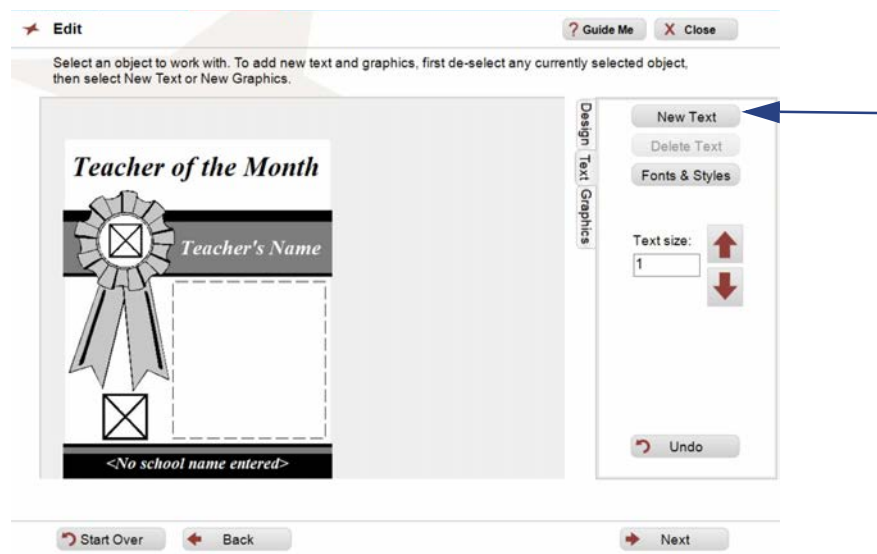 Edit
? Guide Me
X Close
Select an object to work with. To add new text and graphics, first de-select any currently selected object,
then select New Text or New Graphics.
Design
Text
Graphics
New Text
Delete Text
Fonts & Styles
Text size:
1
Undo
Teacher of the Month
Teacher's Name
<No school name entered>
Start Over
Back
Next